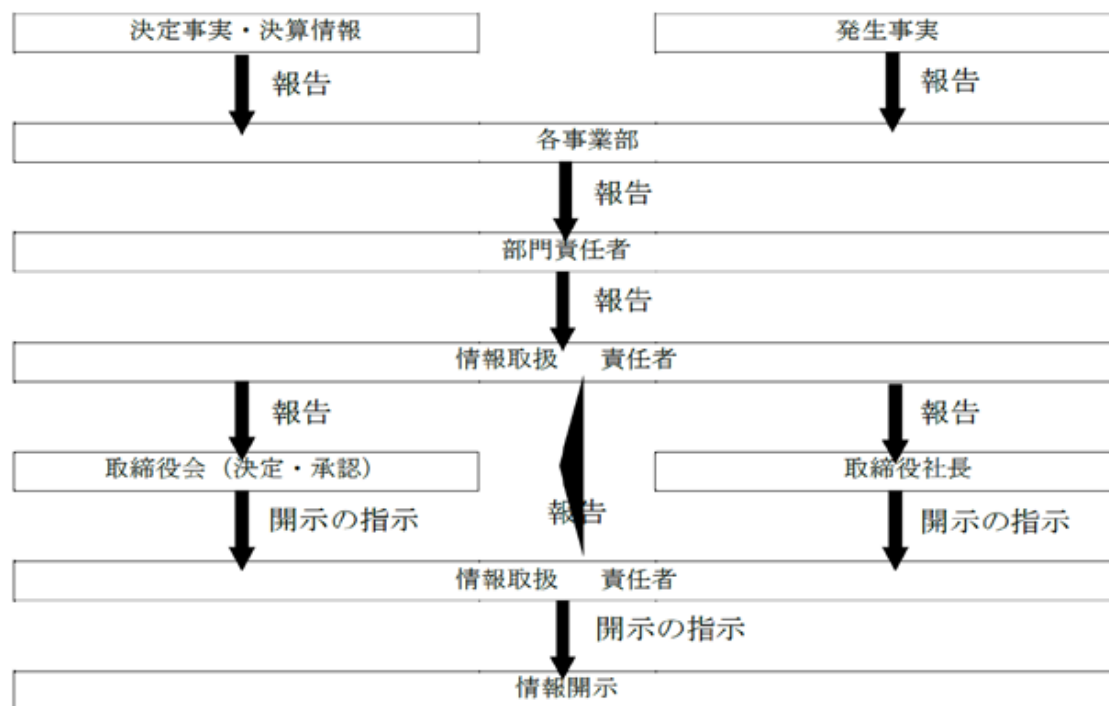 決定事実・決算情報 発生事実
報告 報告
各事業部
報告
部門責任者
報告
情報取扱 責任者
報告 報告
取締役会（決定・承認） 取締役社長
報告
開示の指示 開示の指示
情報取扱 責任者
開示の指示
情報開示